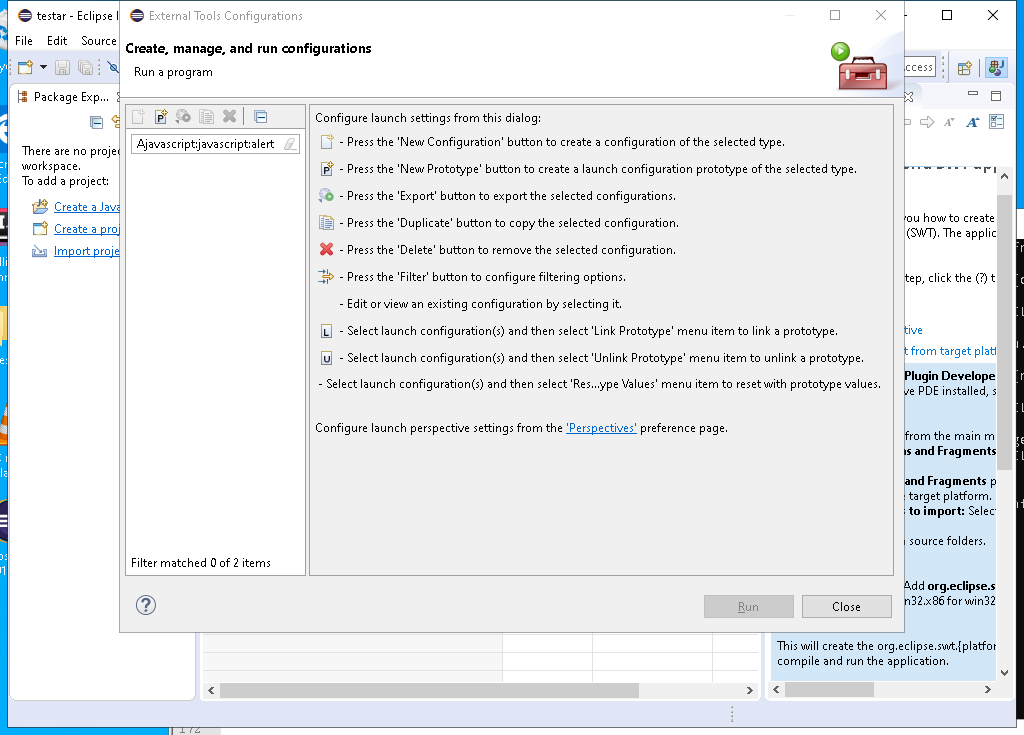 testar - Eclipse
External Tools Configurations
File Edit Source
Create, manage, and run configurations
Run a program
ccess
Package Exp...
There are no proje
workspace.
To add a project:
Create a Java
Create a proj
Import proje
Ajavascript:javascript:alert
Filter matched 0 of 2 items
Configure launch settings from this dialog:
- Press the 'New Configuration' button to create a configuration of the selected type.
- Press the 'New Prototype' button to create a launch configuration prototype of the selected type.
- Press the 'Export' button to export the selected configurations.
- Press the 'Duplicate' button to copy the selected configuration.
- Press the 'Delete' button to remove the selected configuration.
- Press the 'Filter' button to configure filtering options.
- Edit or view an existing configuration by selecting it.
L - Select launch configuration(s) and then select 'Link Prototype' menu item to link a prototype.
U - Select launch configuration(s) and then select 'Unlink Prototype' menu item to unlink a prototype.
- Select launch configuration(s) and then select 'Res...ype Values' menu item to reset with prototype values.
Configure launch perspective settings from the 'Perspectives' preference page.
Run Close
you how to create
(SWT). The applic
tep, click the (?) t
tive
t from target platf
Plugin Develope
ve PDE installed, s
from the main m
ns and Fragments
and Fragments p
target platform.
s to import: Selec
source folders.
Add org.eclipse.s
n32.x86 for win32
This will create the org.eclipse.swt.{platfor
compile and run the application.
172